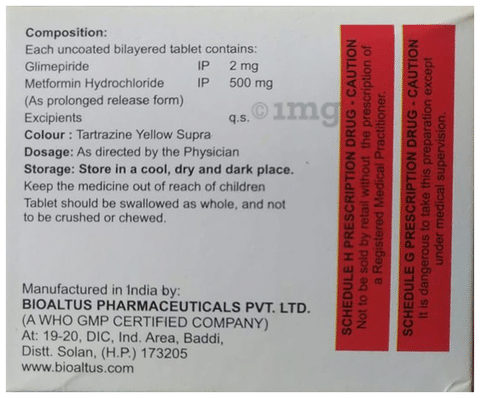 Composition:
Each uncoated bilayered tablet contains:
Glimepiride IP 2 mg
Metformin Hydrochloride IP 500 mg
(As prolonged release form)
Excipients q.s.
Colour : Tartrazine Yellow Supra
Dosage: As directed by the Physician
Storage: Store in a cool, dry and dark place.
Keep the medicine out of reach of children
Tablet should be swallowed as whole, and not
to be crushed or chewed.
Manufactured in India by:
BIOALTUS PHARMACEUTICALS PVT. LTD.
(A WHO GMP CERTIFIED COMPANY)
At: 19-20, DIC, Ind. Area, Baddi,
Distt. Solan, (H.P.) 173205
www.bioaltus.com
SCHEDULE H PRESCRIPTION DRUG - CAUTION
Not to be sold by retail without the prescription of
a Registered Medical Practitioner.
SCHEDULE G PRESCRIPTION DRUG - CAUTION
It is dangerous to take this preparation except
under medical supervision.
©1mg